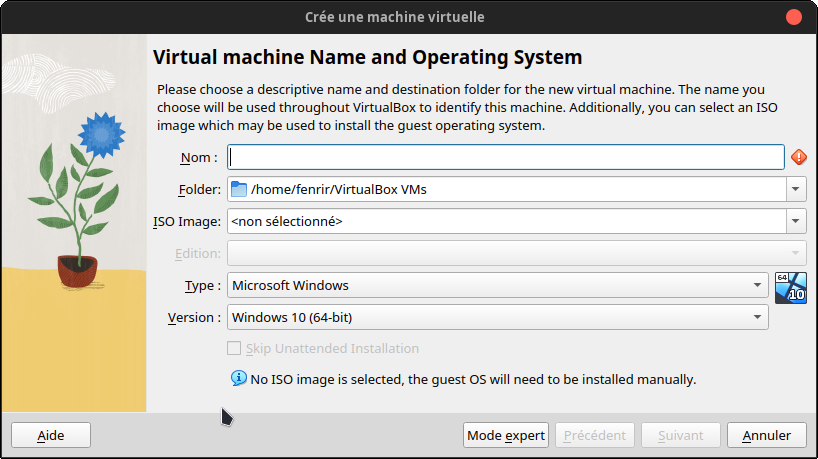 Crée une machine virtuelle
Virtual machine Name and Operating System
Please choose a descriptive name and destination folder for the new virtual machine. The name you
choose will be used throughout VirtualBox to identify this machine. Additionally, you can select an ISO
image which may be used to install the guest operating system.
Nom :
Folder: /home/fenrir/VirtualBox VMs
ISO Image: <non sélectionné>
Edition:
Type : Microsoft Windows 64 10
Version : Windows 10 (64-bit)
Skip Unattended Installation
No ISO image is selected, the guest OS will need to be installed manually.
Aide Mode expert Précédent Suivant Annuler